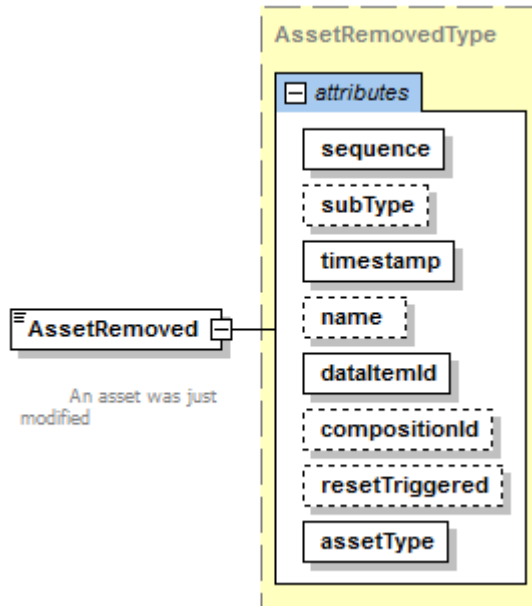 AssetRemovedType
attributes
sequence
subType
timestamp
name
AssetRemoved
dataItemId
An asset was just
modified
compositionId
resetTriggered
assetType